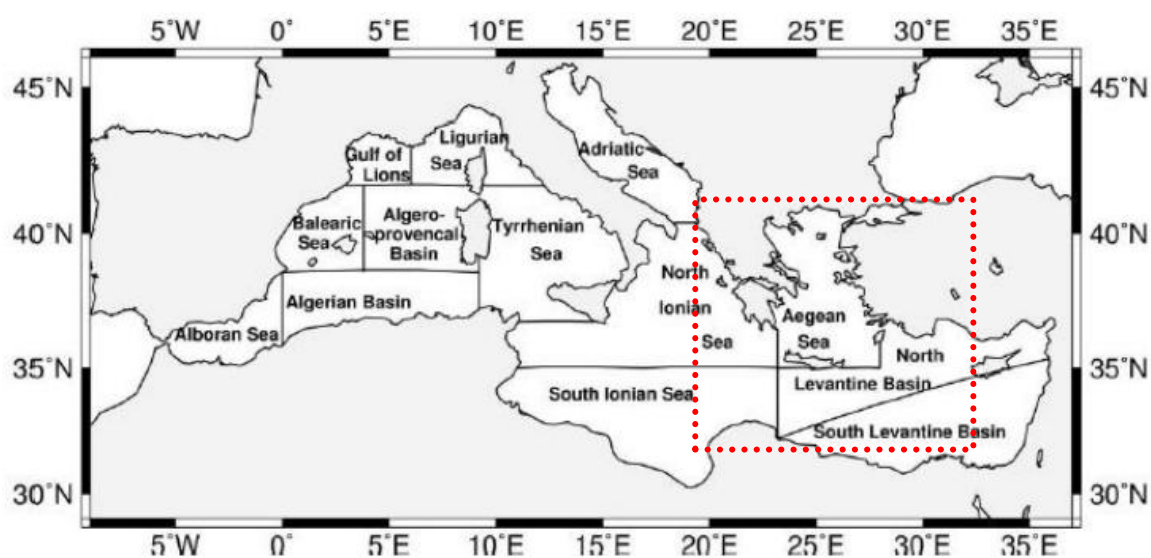 5°W 0° 5°E 10°E 15°E 20°E 25°E 30°E 35°E
45°N 45°N
Ligurian
Sea
Gulf of
Lions
Adriatic
Sea
Balearic
Sea
Algero-
provencal
Basin
Tyrrhenian
Sea
40°N 40°N
North
Ionian
Sea
Algerian Basin
Alboran Sea
Aegean
Sea
North
Levantine Basin
35°N 35°N
South Ionian Sea
South Levantine Basin
30°N 30°N
5°W 0° 5°E 10°E 15°E 20°E 25°E 30°E 35°E